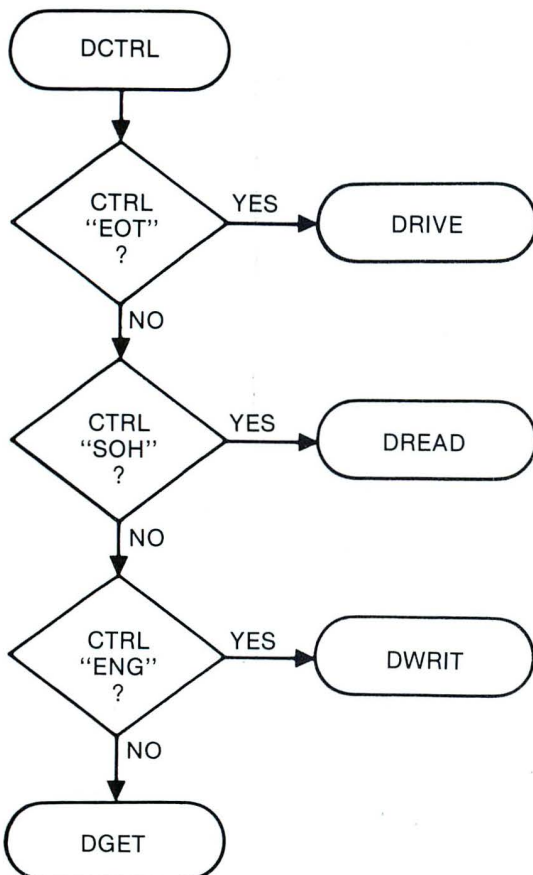 DCTRL
CTRL
"EOT"
?
YES
DRIVE
NO
CTRL
"SOH"
?
YES
DREAD
NO
CTRL
"ENG"
?
YES
DWRIT
NO
DGET